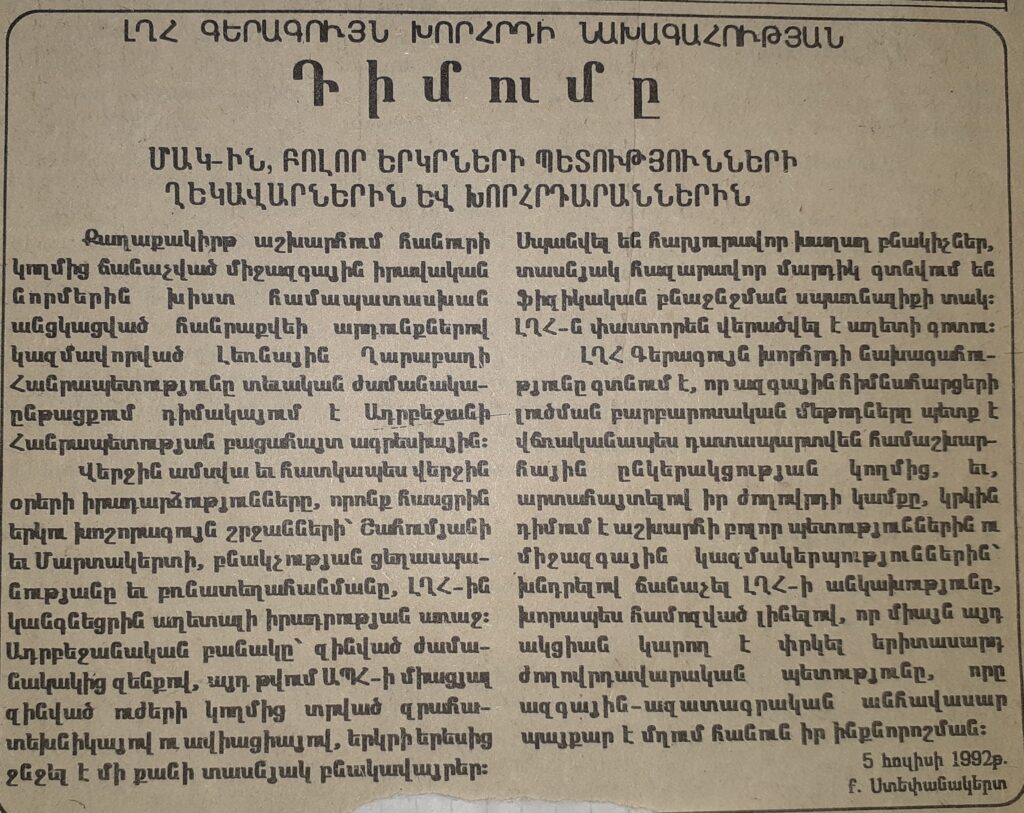 ԼՂՀ ԳԵՐԱԳՈՒՅՆ ԽՈՐՀՐԴԻ ՆԱԽԱԳԱՀՈՒԹՅԱՆ
Դիմումը
ՄԱԿ-ԻՆ, ԲՈԼՈՐ ԵՐԿՐՆԵՐԻ ՊԵՏՈՒԹՅՈՒՆՆԵՐԻ
ՂԵԿԱՎԱՐՆԵՐԻՆ ԵՎ ԽՈՐՀՐԴԱՐԱՆՆԵՐԻՆ
Քաղաքակիրթ աշխարհում հանուրի
կողմից ճանաչված միջազգային իրավական
նորմերին խիստ համապատասխան
անցկացված հանրաքվեի արդունքներով
կազմավորված Լեռնային Ղարաբաղի
Հանրապետությունը տեւական ժամանակա-
ընթացքում դիմակայում է Ադրբեջանի
Հանրապետության բացահայտ ագրեսիային:
Վերջին ամսվա եւ հատկապես վերջին
օրերի իրադարձությունները, որոնք հասցրին
երկու խոշորագույն շրջանների՝ Շահումյանի
եւ Մարտակերտի, բնակչության ցեղասպա-
նությանը եւ բռնատեղահանմանը, ԼՂՀ-ին
կանգնեցրին աղետալի իրադրության առաջ:
Ադրբեջանական բանակը՝ զինված ժամա-
նակակից զենքով, այդ թվում ԱՊՀ-ի միացյալ
զինված ուժերի կողմից տրված զրահա-
տեխնիկայով ու ավիացիայով, երկրի երեսից
ջնջել է մի քանի տասնյակ բնակավայրեր:
Սպանվել են հարյուրավոր խաղաղ բնակիչներ,
տասնյակ հազարավոր մարդիկ գտնվում են
ֆիզիկական բնաջնջման սպառնալիքի տակ:
ԼՂՀ-ն փաստորեն վերածվել է աղետի գոտու:
ԼՂՀ Գերագույն խորհրդի նախագահու-
թյունը գտնում է, որ ազգային հիմնահարցերի
լուծման բարբարոսական մեթոդները պետք է
վճռականապես դատապարտվեն համաշխար-
հային ընկերակցության կողմից, եւ,
արտահայտելով իր ժողովրդի կամքը, կրկին
դիմում է աշխարհի բոլոր պետություններին ու
միջազգային կազմակերպություններին՝
խնդրելով ճանաչել ԼՂՀ-ի անկախությունը,
խորապես համոզված լինելով, որ միայն այդ
ակցիան կարող է փրկել երիտասարդ
ժողովրդավարական պետությունը, որը
ազգային-ազատագրական անհավասար
պայքար է մղում հանուն իր ինքնորոշման:
5 հուլիսի 1992թ.
ք. Ստեփանակերտ